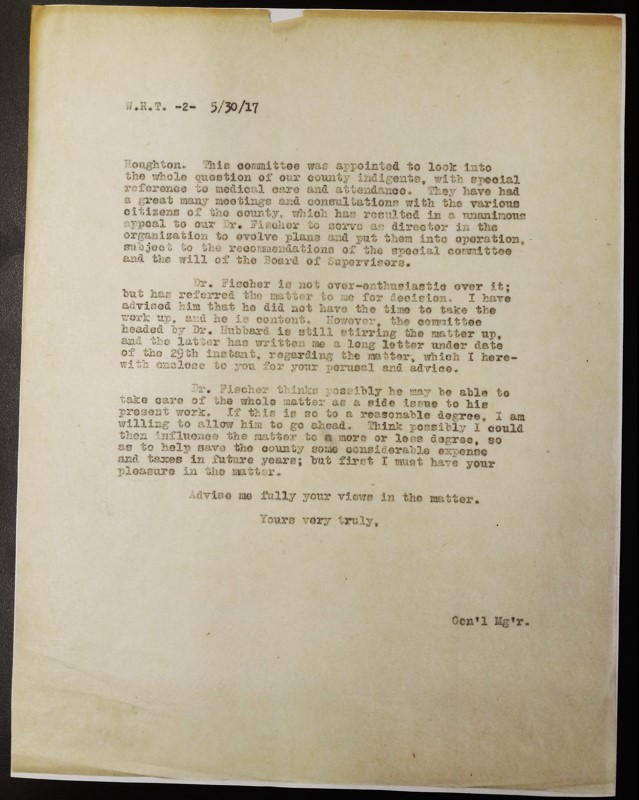 W.R.T. -2- 5/30/17
Houghton. This committee was appointed to look into
the whole question of our county indigents, with special
reference to medical care and attendance. They have had
a great many meetings and consultations with the various
citizens of the county, which has resulted in a unanimous
appeal to our Dr. Fischer to serve as director in the
organization to evolve plans and put them into operation,
subject to the recommendations of the special committee
and the will of the Board of Supervisors.
Dr. Fischer is not over-enthusiastic over it;
but has referred the matter to me for decision. I have
advised him that he did not have the time to take the
work up, and he is content. However, the committee
headed by Dr. Hubbard is still stirring the matter up,
and the latter has written me a long letter under date
of the 29th instant, regarding the matter, which I here-
with enclose to you for your perusal and advice.
Dr. Fischer thinks possibly he may be able to
take care of the whole matter as a side issue to his
present work. If this is so to a reasonable degree, I am
willing to allow him to go ahead. Think possibly I could
then influence the matter to a more or less degree, so
as to help save the county some considerable expense
and taxes in future years; but first I must have your
pleasure in the matter.
Advise me fully your views in the matter.
Yours very truly,
Gen'l Mg'r.